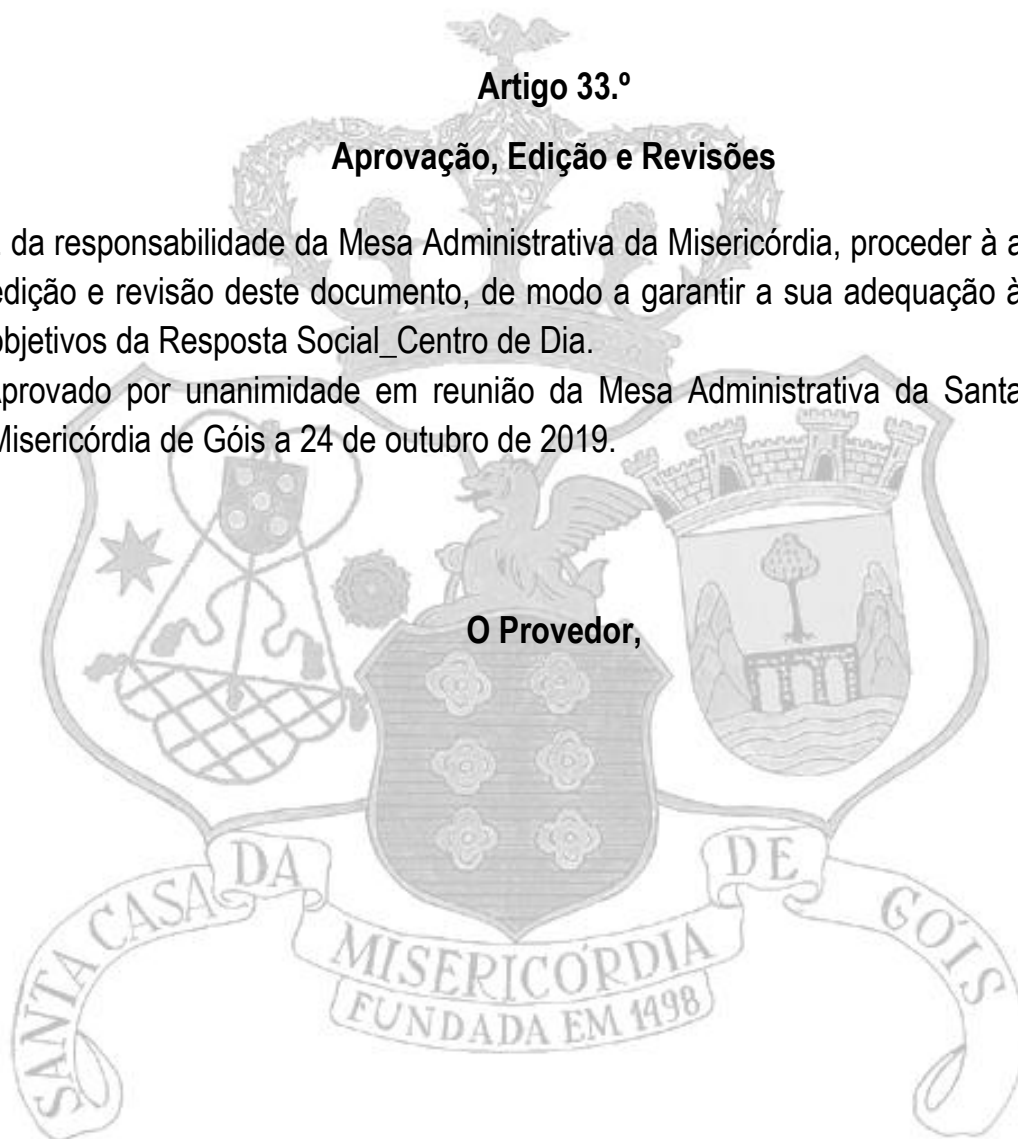 Artigo 33.º
Aprovação, Edição e Revisões
da responsabilidade da Mesa Administrativa da Misericórdia, proceder à a
edição e revisão deste documento, de modo a garantir a sua adequação à
objetivos da Resposta Social_Centro de Dia.
Aprovado por unanimidade em reunião da Mesa Administrativa da Santa
Misericórdia de Góis a 24 de outubro de 2019.
O Provedor,
SANTA CASA DA MISERICÓRDIA DE GÓIS
FUNDADA EM 1498